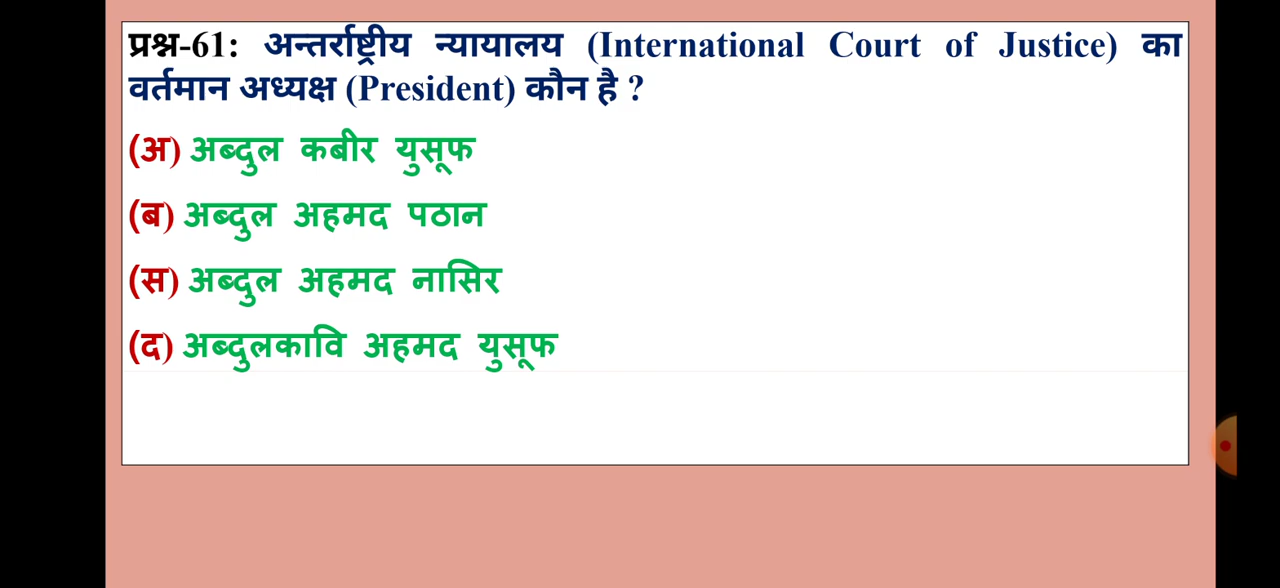 प्रश्न-61: अन्तर्राष्ट्रीय न्यायालय (International Court of Justice) का
वर्तमान अध्यक्ष (President) कौन है ?
(अ) अब्दुल कबीर युसूफ
(ब) अब्दुल अहमद पठान
(स) अब्दुल अहमद नासिर
(द) अब्दुलकावि अहमद युसूफ